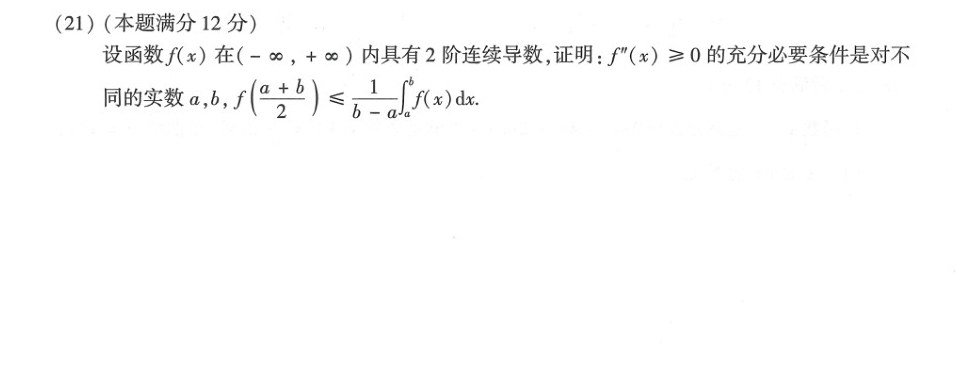 (21)(本题满分 12 分)
设函数 f(x) 在(-∞,+∞)内具有 2 阶连续导数,证明:f″(x)≥0 的充分必要条件是对不
同的实数 a,b,f((a+b)/2)≤1/(b-a)∫_a^b f(x)dx.